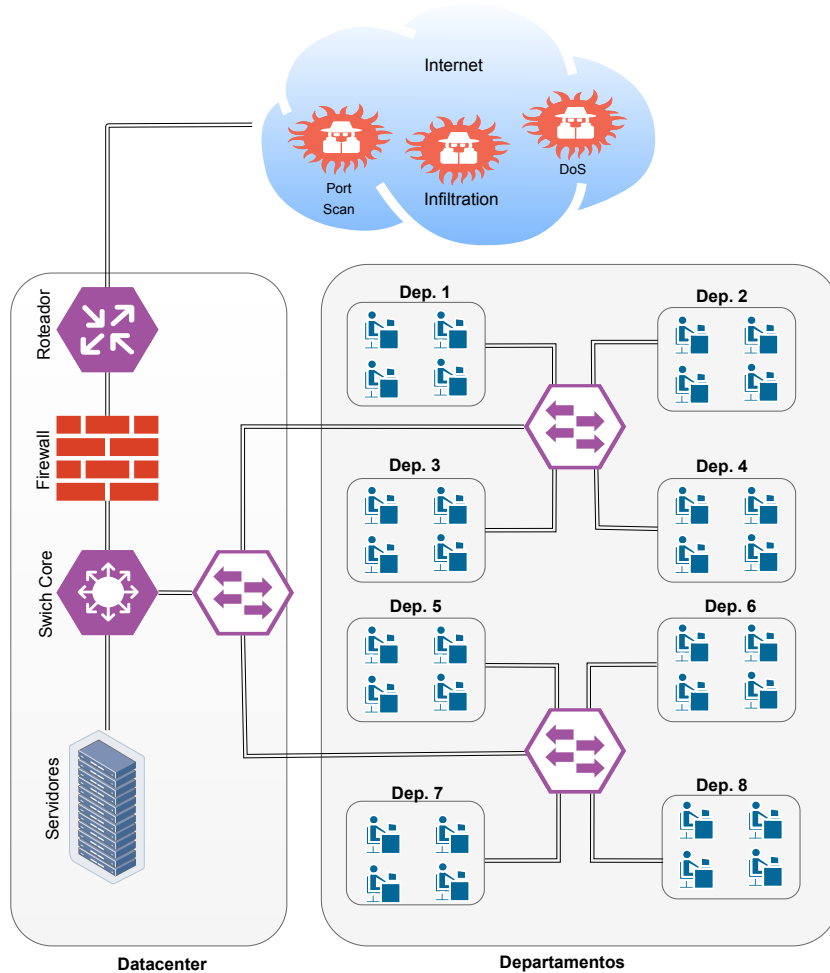 Internet
Port
Scan
Infiltration
DoS
Roteador
Firewall
Swich Core
Servidores
Dep. 1
Dep. 2
Dep. 3
Dep. 4
Dep. 5
Dep. 6
Dep. 7
Dep. 8
Datacenter
Departamentos